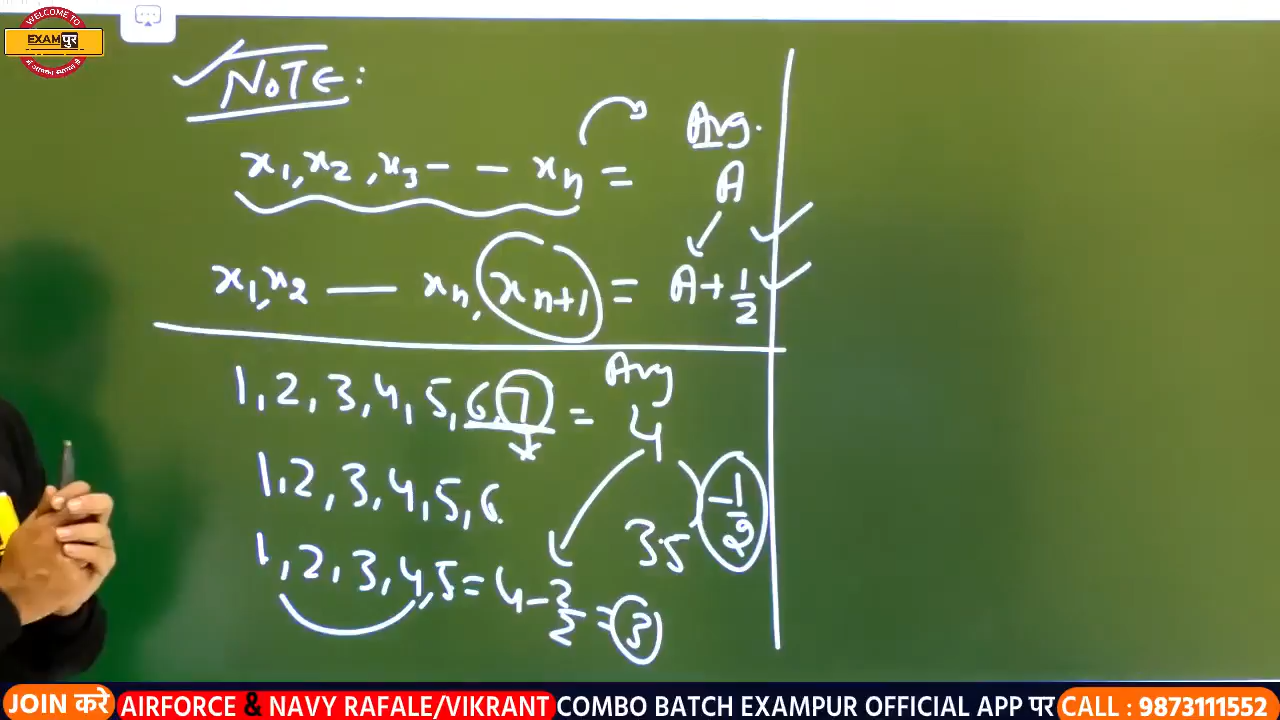 WELCOME TO
EXAM पुर
NOTE:
x₁, x₂, x₃ - - xₙ =
Avg.
A
x₁, x₂ — xₙ, xₙ₊₁ = A + 1/2
1, 2, 3, 4, 5, 6, 7 =
Avg
4
1, 2, 3, 4, 5, 6
3.5
-1/2
1, 2, 3, 4, 5 = 4 - 2/2 = 3
JOIN करे AIRFORCE & NAVY RAFALE/VIKRANT COMBO BATCH EXAMPUR OFFICIAL APP पर CALL : 9873111552